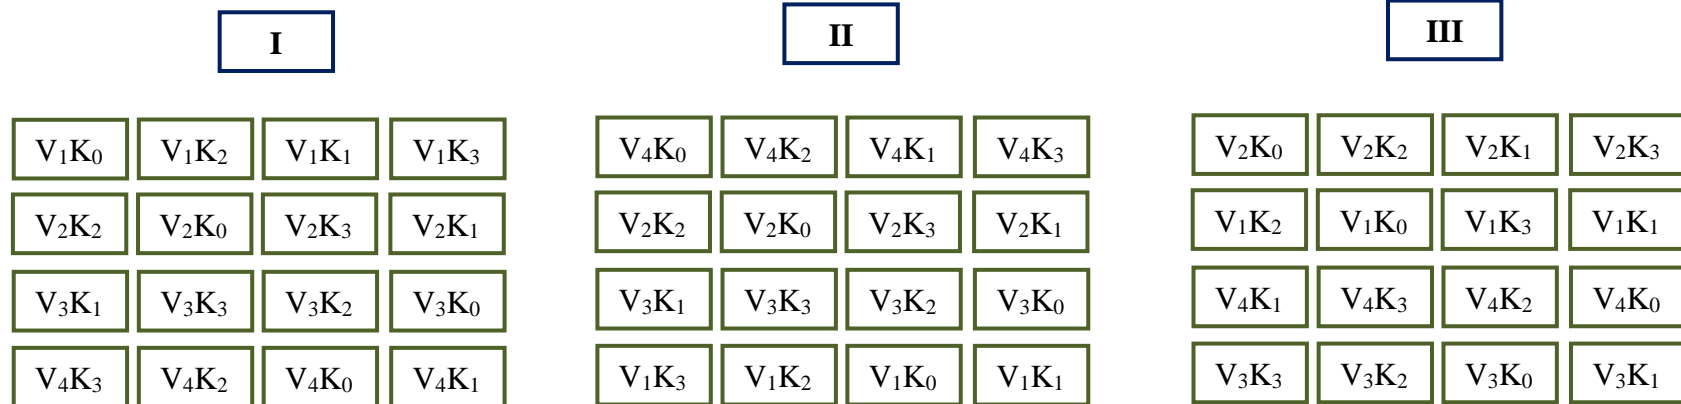 I II III
V₁K₀ V₁K₂ V₁K₁ V₁K₃ V₄K₀ V₄K₂ V₄K₁ V₄K₃ V₂K₀ V₂K₂ V₂K₁ V₂K₃
V₂K₂ V₂K₀ V₂K₃ V₂K₁ V₂K₂ V₂K₀ V₂K₃ V₂K₁ V₁K₂ V₁K₀ V₁K₃ V₁K₁
V₃K₁ V₃K₃ V₃K₂ V₃K₀ V₃K₁ V₃K₃ V₃K₂ V₃K₀ V₄K₁ V₄K₃ V₄K₂ V₄K₀
V₄K₃ V₄K₂ V₄K₀ V₄K₁ V₁K₃ V₁K₂ V₁K₀ V₁K₁ V₃K₃ V₃K₂ V₃K₀ V₃K₁